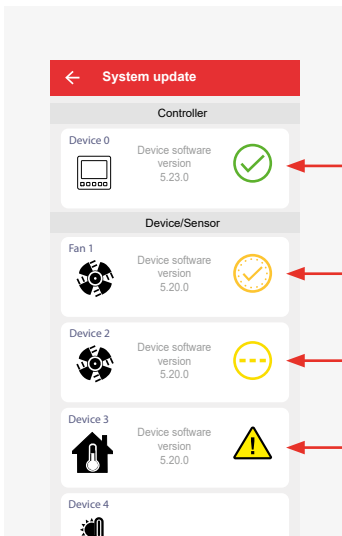 System update
Controller
Device 0
Device software
version
5.23.0
Device/Sensor
Fan 1
Device software
version
5.20.0
Device 2
Device software
version
5.20.0
Device 3
Device software
version
5.20.0
Device 4